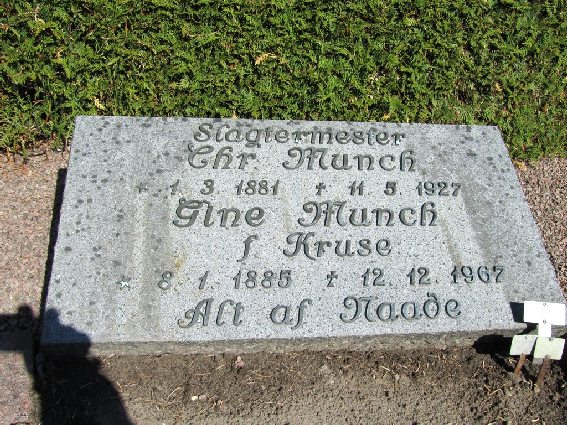 Slagtermester
Chr Munch
* 1. 3. 1881 + 11. 5. 1927
Gine Munch
f Kruse
* 8. 1. 1885 + 12. 12. 1967
Alt af Naade